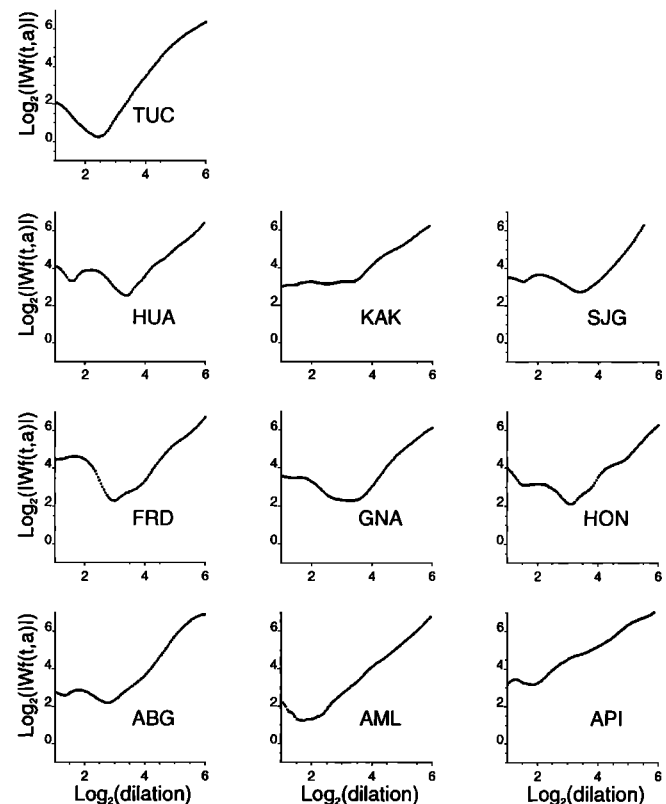 Log₂(|Wf(t,a)|)
6
4
2
0
TUC
2 4 6
Log₂(|Wf(t,a)|)
6 6 6
4 4 4
2 2 2
0 0 0
HUA KAK SJG
2 4 6 2 4 6 2 4 6
Log₂(|Wf(t,a)|)
6 6 6
4 4 4
2 2 2
0 0 0
FRD GNA HON
2 4 6 2 4 6 2 4 6
Log₂(|Wf(t,a)|)
6 6 6
4 4 4
2 2 2
0 0 0
ABG AML API
2 4 6 2 4 6 2 4 6
Log₂(dilation) Log₂(dilation) Log₂(dilation)